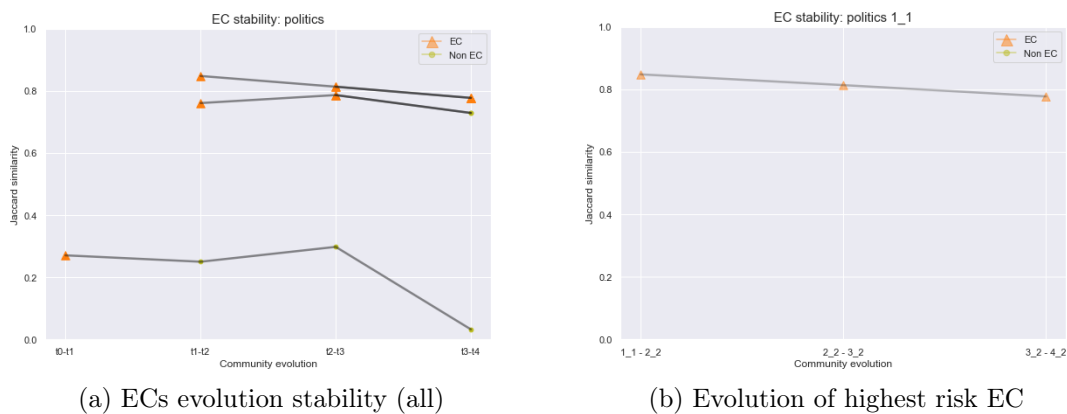 EC stability: politics
EC
Non EC
1.0
0.8
0.6
0.4
0.2
0.0
Jaccard similarity
t0-t1
t1-t2
t2-t3
t3-t4
Community evolution
(a) ECs evolution stability (all)
EC stability: politics 1_1
EC
Non EC
1.0
0.8
0.6
0.4
0.2
0.0
Jaccard similarity
1_1 - 2_2
2_2 - 3_2
3_2 - 4_2
Community evolution
(b) Evolution of highest risk EC